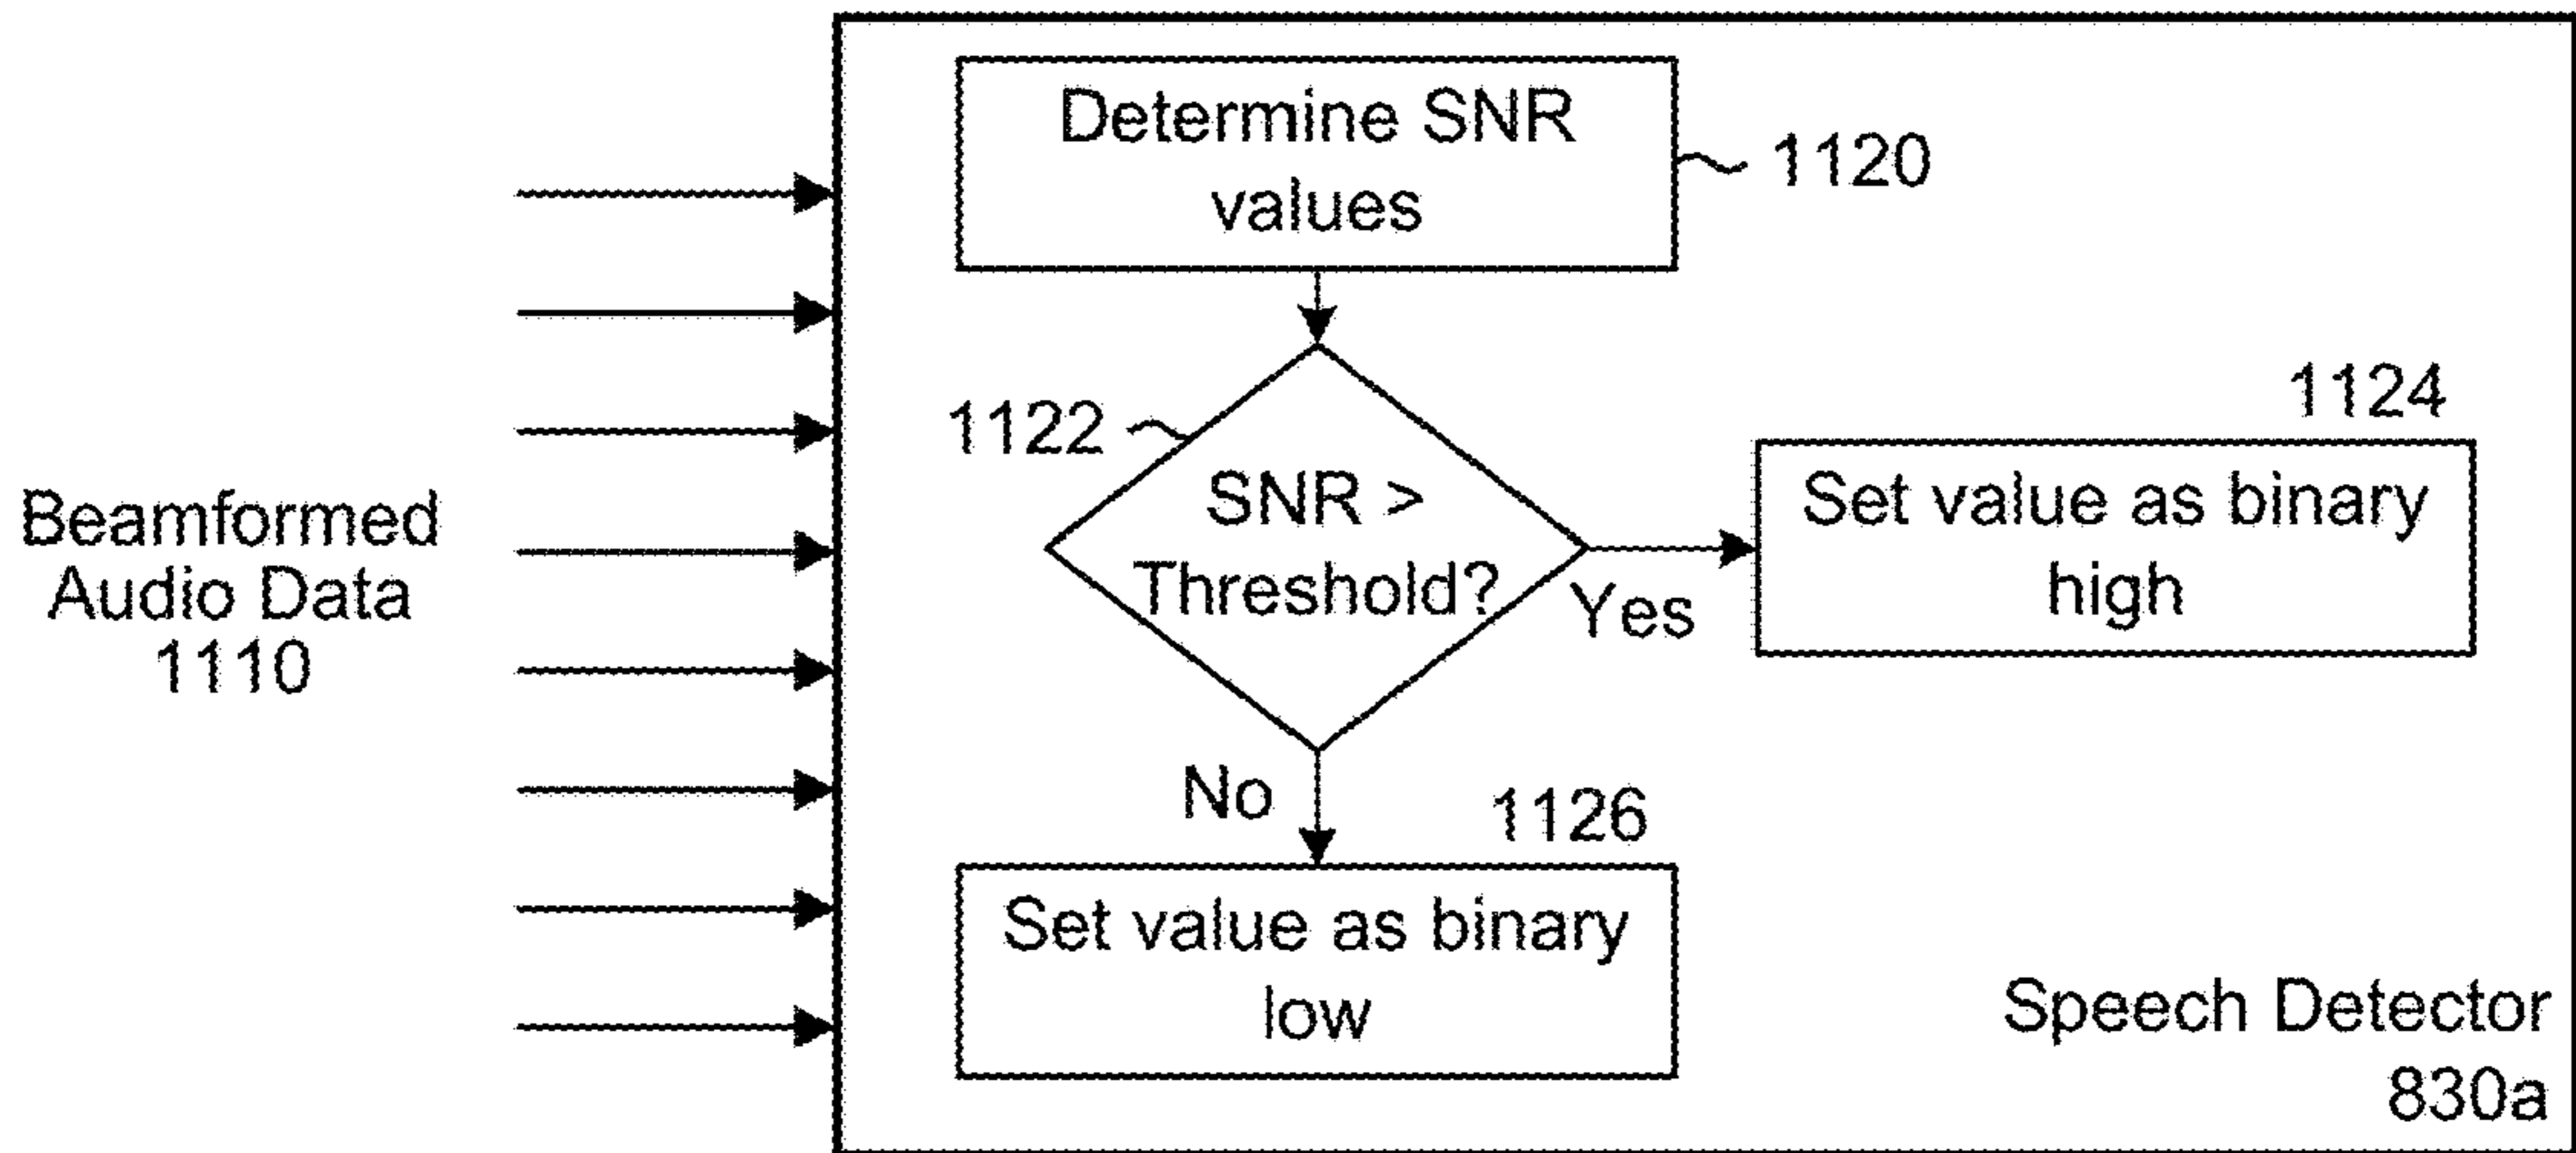 Beamformed
Audio Data
1110
Determine SNR
values
1120
1122
SNR >
Threshold?
Yes
1124
Set value as binary
high
No
1126
Set value as binary
low
Speech Detector
830a